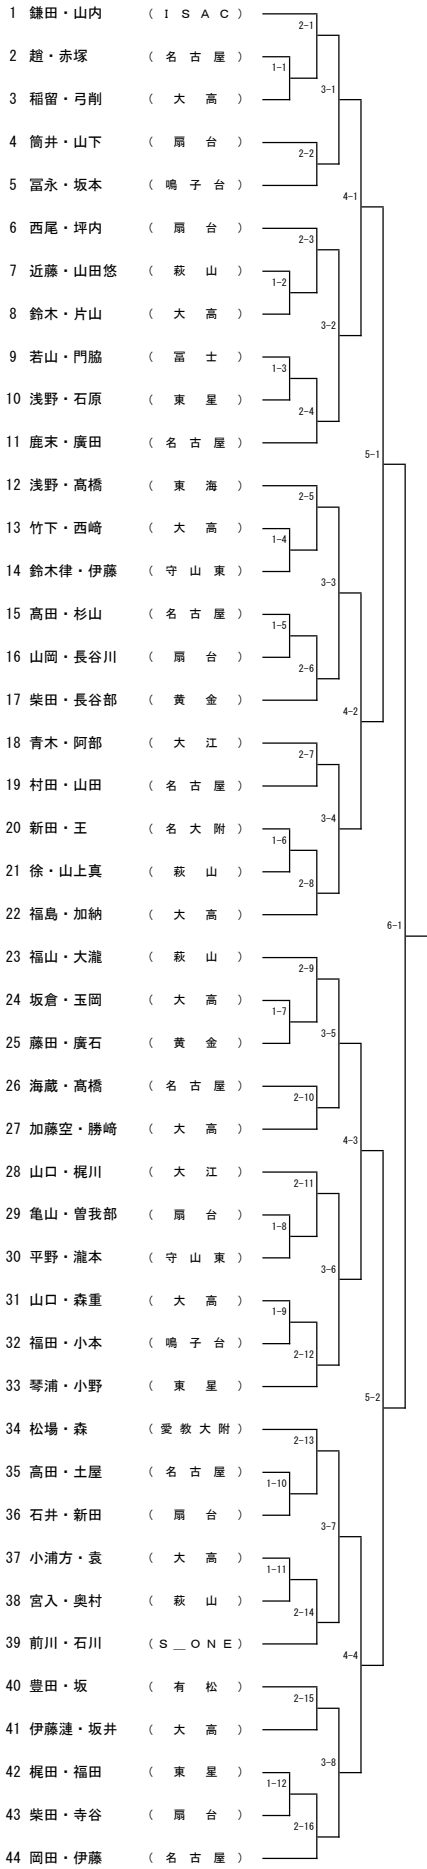 1 鎌田・山内 （ＩＳＡＣ）
2-1
2 趙・赤塚 （名古屋）
1-1
3 稲留・弓削 （大高）
3-1
4 筒井・山下 （扇台）
2-2
5 冨永・坂本 （鳴子台）
4-1
6 西尾・坪内 （扇台）
2-3
7 近藤・山田悠 （萩山）
1-2
8 鈴木・片山 （大高）
3-2
9 若山・門脇 （冨士）
1-3
10 浅野・石原 （東星）
2-4
11 鹿末・廣田 （名古屋）
5-1
12 浅野・髙橋 （東海）
2-5
13 竹下・西﨑 （大高）
1-4
14 鈴木律・伊藤 （守山東）
3-3
15 髙田・杉山 （名古屋）
1-5
16 山岡・長谷川 （扇台）
2-6
17 柴田・長谷部 （黄金）
4-2
18 青木・阿部 （大江）
2-7
19 村田・山田 （名古屋）
3-4
20 新田・王 （名大附）
1-6
21 徐・山上真 （萩山）
2-8
22 福島・加納 （大高）
6-1
23 福山・大瀧 （萩山）
2-9
24 坂倉・玉岡 （大高）
1-7
25 藤田・廣石 （黄金）
3-5
26 海蔵・髙橋 （名古屋）
2-10
27 加藤空・勝﨑 （大高）
4-3
28 山口・梶川 （大江）
2-11
29 亀山・曽我部 （扇台）
1-8
30 平野・瀧本 （守山東）
3-6
31 山口・森重 （大高）
1-9
32 福田・小本 （鳴子台）
2-12
33 琴浦・小野 （東星）
5-2
34 松場・森 （愛教大附）
2-13
35 高田・土屋 （名古屋）
1-10
36 石井・新田 （扇台）
3-7
37 小浦方・袁 （大高）
1-11
38 宮入・奥村 （萩山）
2-14
39 前川・石川 （Ｓ＿ＯＮＥ）
4-4
40 豊田・坂 （有松）
2-15
41 伊藤漣・坂井 （大高）
3-8
42 梶田・福田 （東星）
1-12
43 柴田・寺谷 （扇台）
2-16
44 岡田・伊藤 （名古屋）